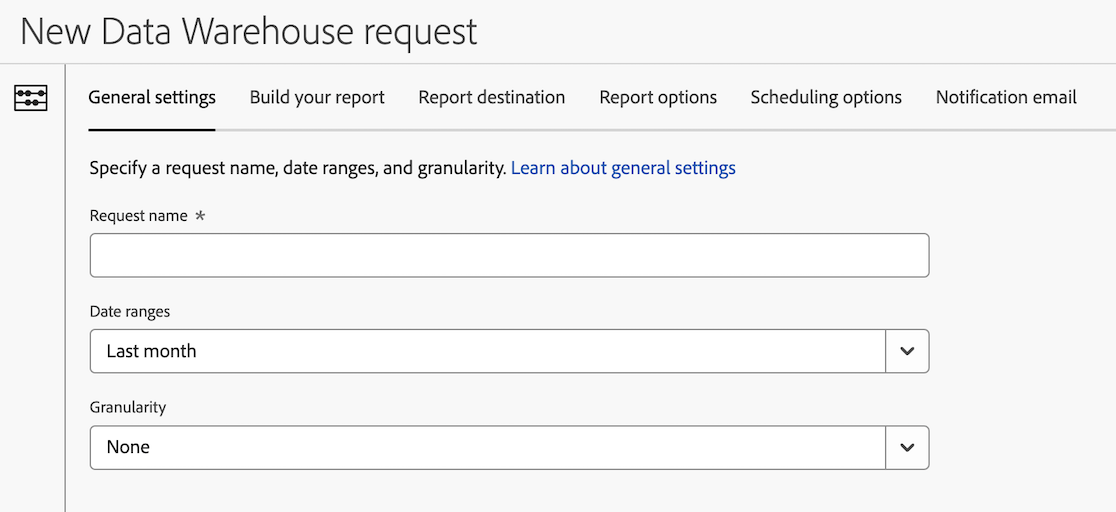 New Data Warehouse request
General settings Build your report Report destination Report options Scheduling options Notification email
Specify a request name, date ranges, and granularity. Learn about general settings
Request name *
Date ranges
Last month
Granularity
None